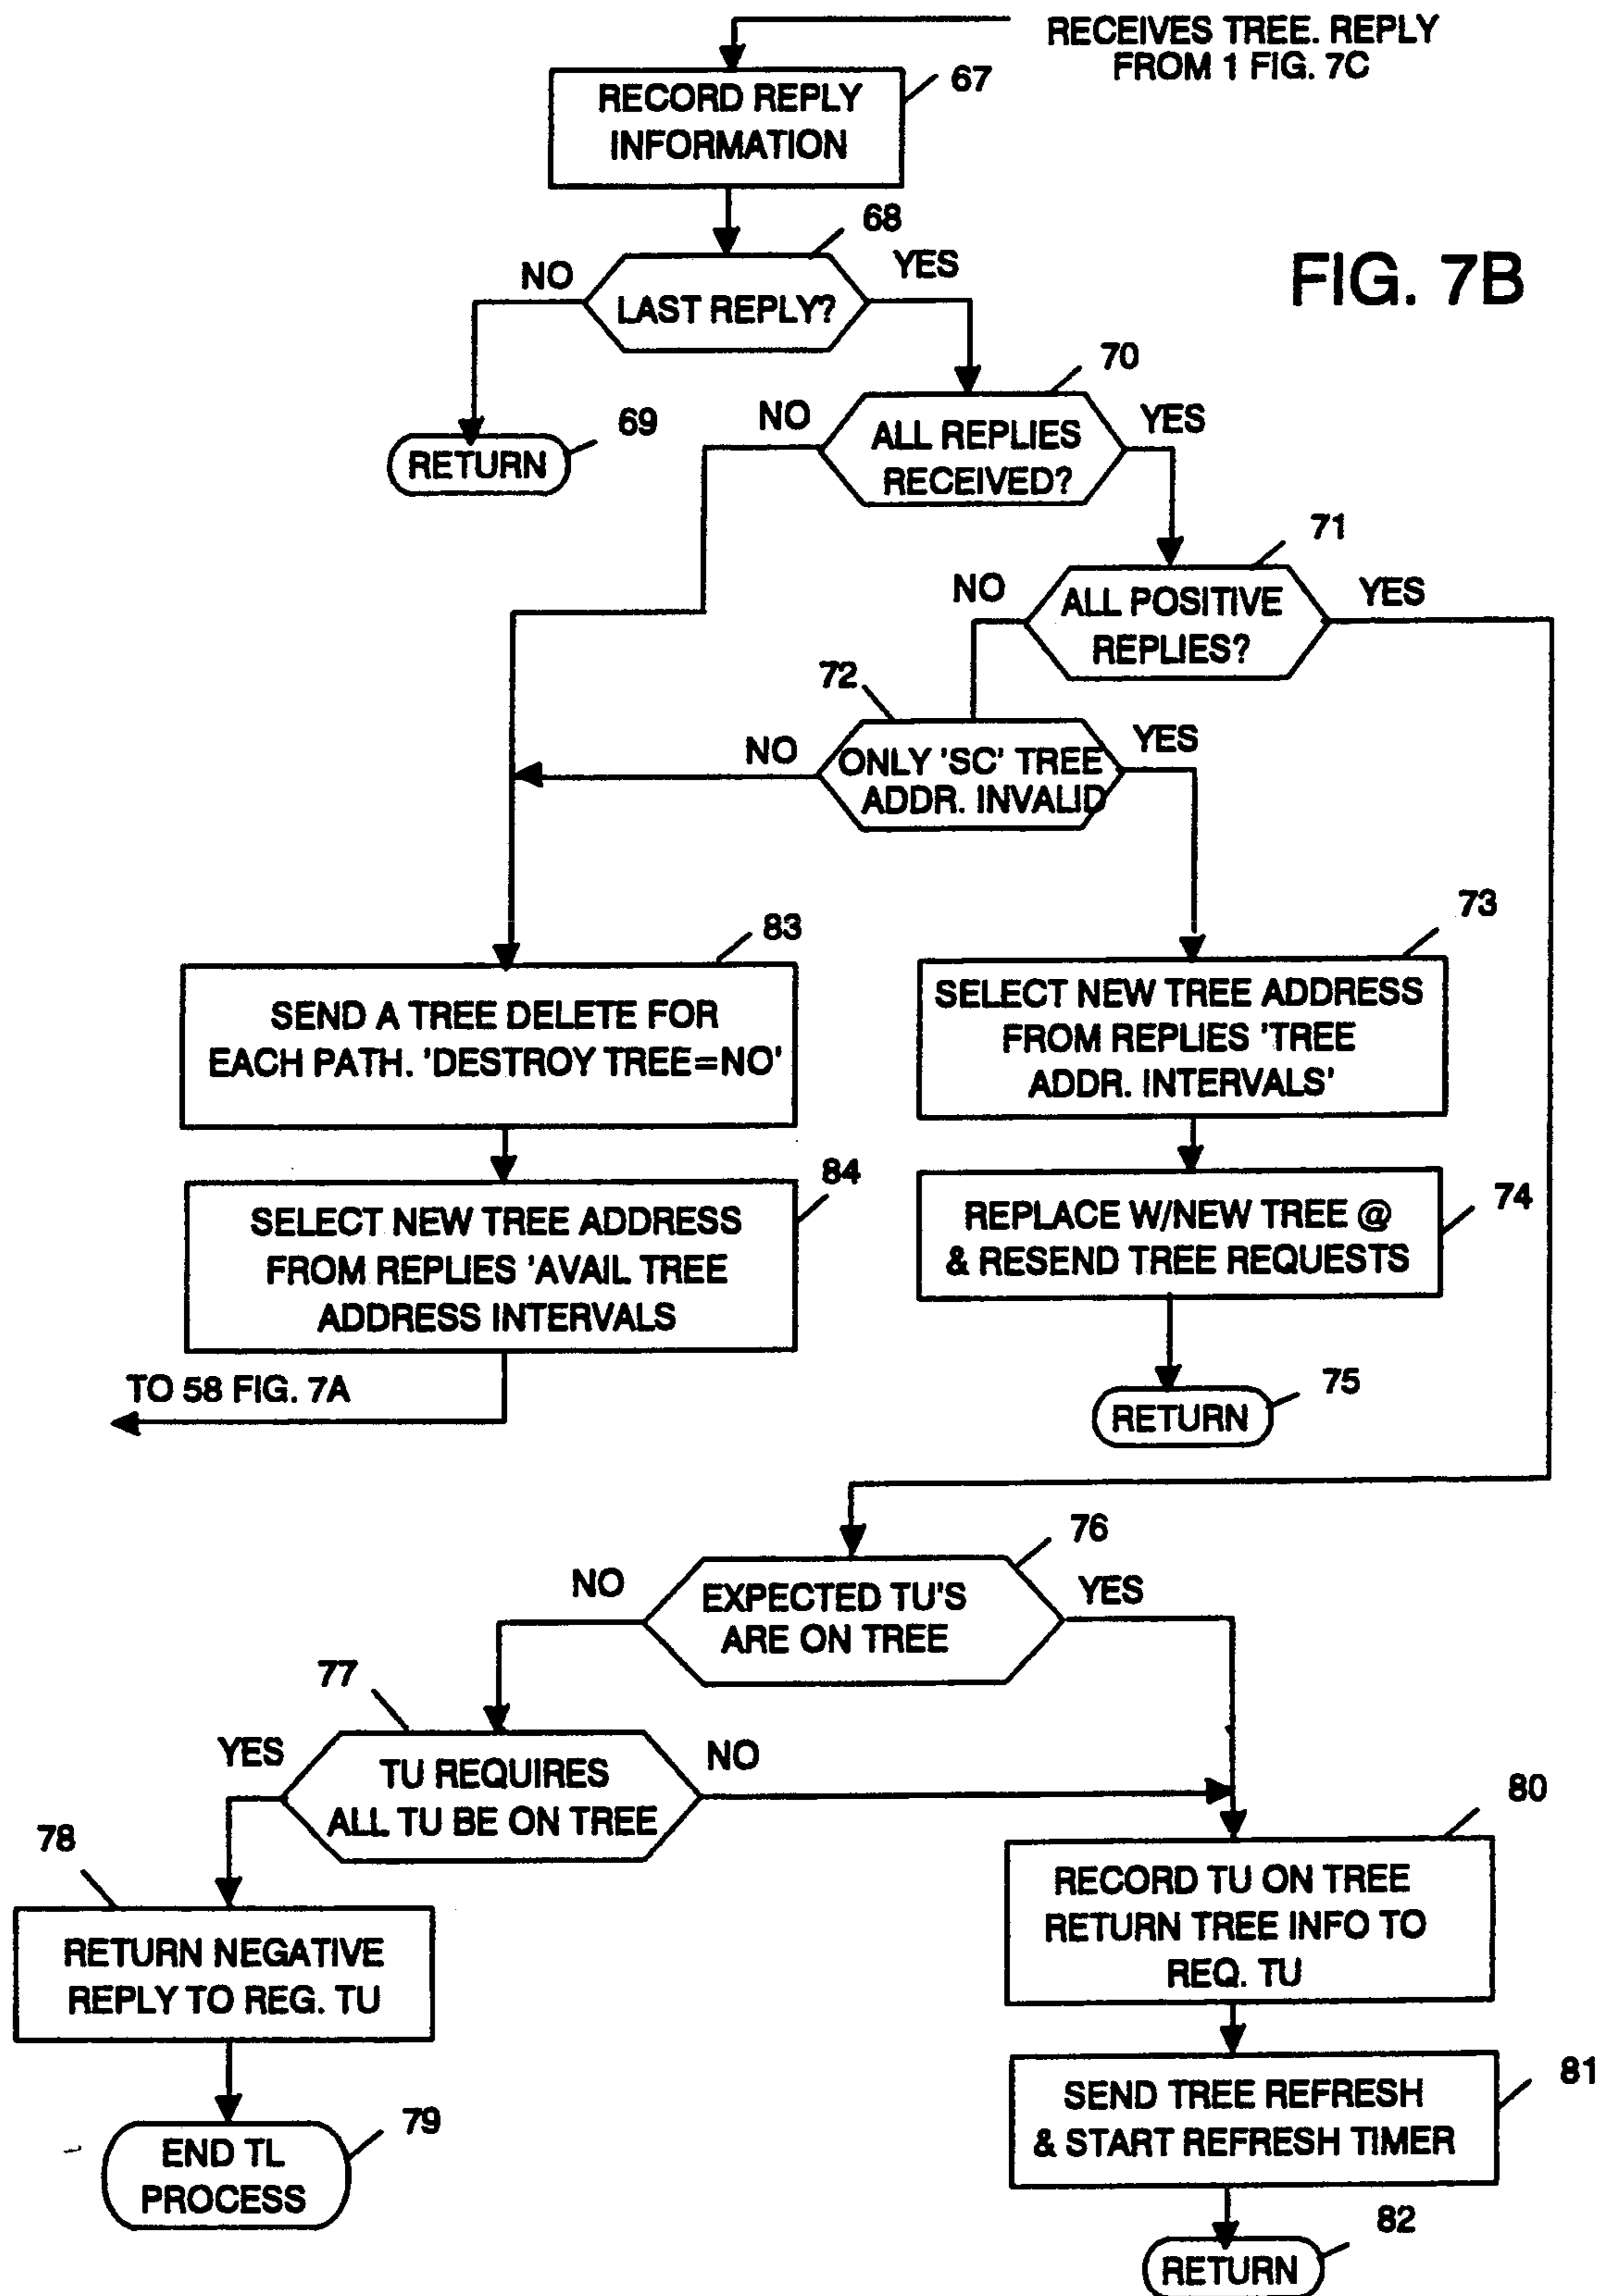 RECEIVES TREE. REPLY
FROM 1 FIG. 7C
RECORD REPLY
INFORMATION
67
68
NO
YES
LAST REPLY?
FIG. 7B
69
RETURN
70
NO
YES
ALL REPLIES
RECEIVED?
71
NO
YES
ALL POSITIVE
REPLIES?
72
NO
YES
ONLY 'SC' TREE
ADDR. INVALID
83
SEND A TREE DELETE FOR
EACH PATH. 'DESTROY TREE=NO'
73
SELECT NEW TREE ADDRESS
FROM REPLIES 'TREE
ADDR. INTERVALS'
84
SELECT NEW TREE ADDRESS
FROM REPLIES 'AVAIL TREE
ADDRESS INTERVALS
74
REPLACE W/NEW TREE @
& RESEND TREE REQUESTS
TO 58 FIG. 7A
75
RETURN
76
NO
YES
EXPECTED TU'S
ARE ON TREE
77
YES
NO
TU REQUIRES
ALL TU BE ON TREE
78
RETURN NEGATIVE
REPLY TO REG. TU
80
RECORD TU ON TREE
RETURN TREE INFO TO
REQ. TU
79
END TL
PROCESS
81
SEND TREE REFRESH
& START REFRESH TIMER
82
RETURN